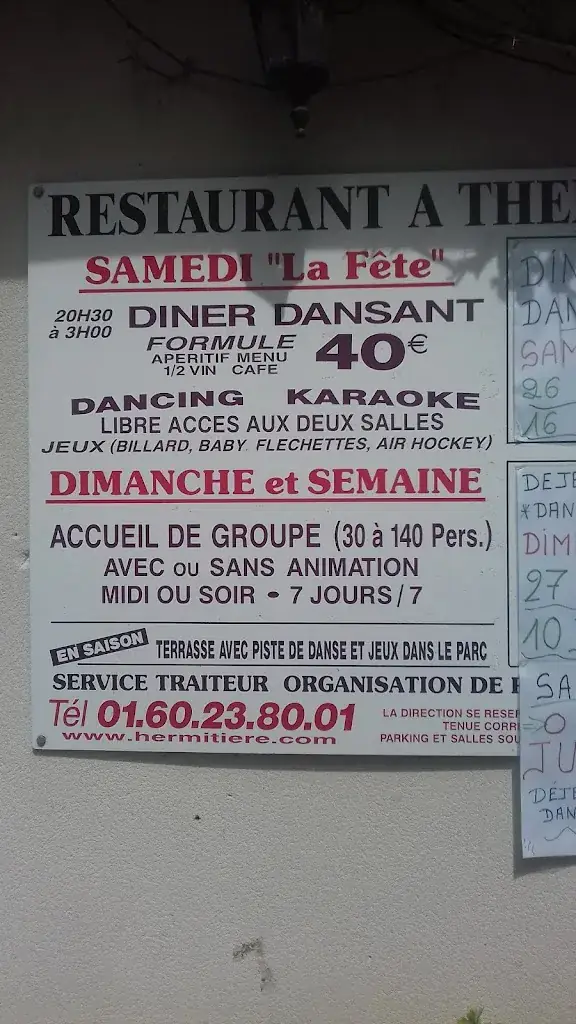 RESTAURANT A THE
SAMEDI "La Fête"
20H30
à 3H00
DINER DANSANT
FORMULE
APERITIF MENU
1/2 VIN CAFE
40€
DANCING KARAOKE
LIBRE ACCES AUX DEUX SALLES
JEUX (BILLARD, BABY FLECHETTES, AIR HOCKEY)
DIMANCHE et SEMAINE
ACCUEIL DE GROUPE (30 à 140 Pers.)
AVEC OU SANS ANIMATION
MIDI OU SOIR • 7 JOURS / 7
EN SAISON
TERRASSE AVEC PISTE DE DANSE ET JEUX DANS LE PARC
SERVICE TRAITEUR ORGANISATION DE
Tél 01.60.23.80.01
www.hermitiere.com
LA DIRECTION SE RESE
TENUE CORR
PARKING ET SALLES SOU
DIN
DAN
SAM
26
16
DEJE
*DAN
DIM
27
10
SA
JU
DÉJE
DAN